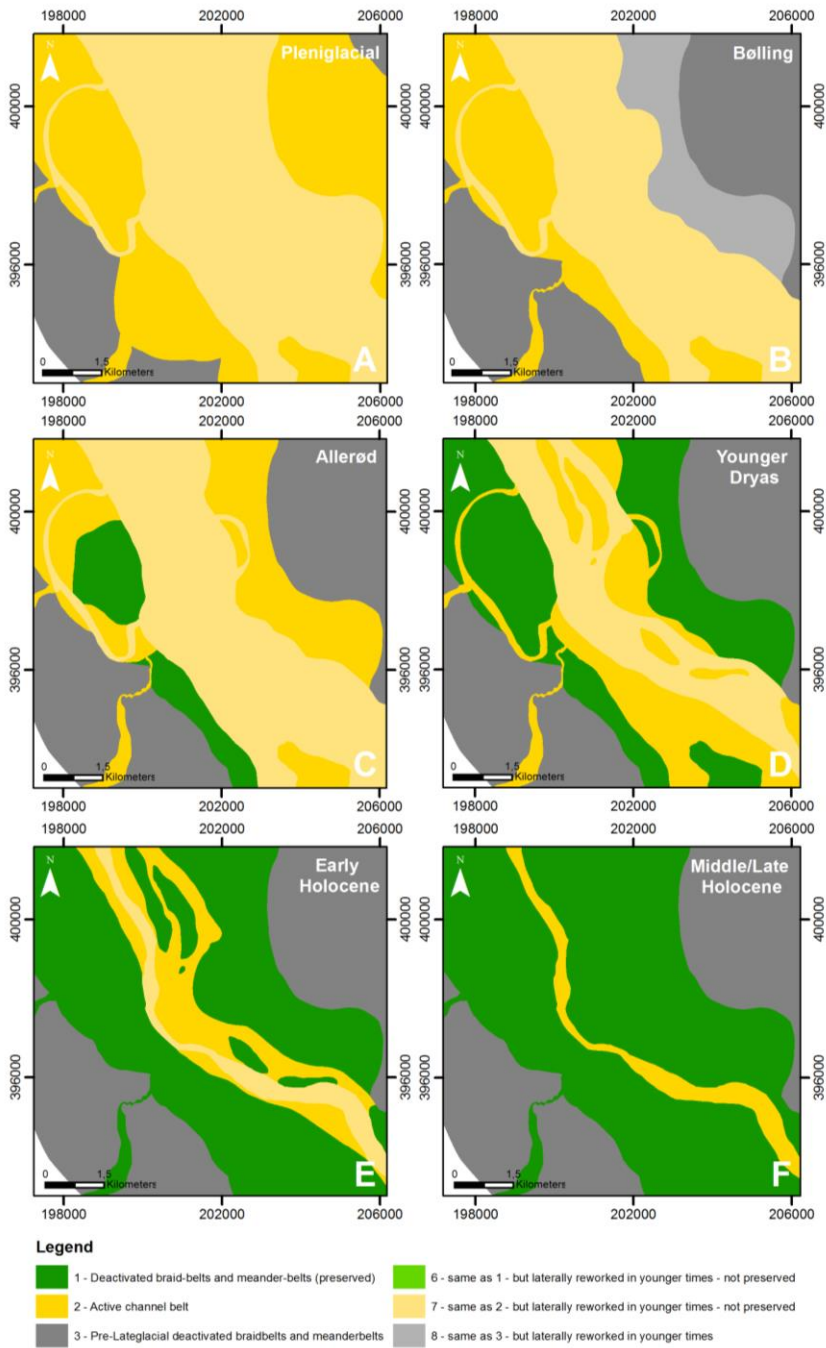 198000 202000 206000 198000 202000 206000
N Pleniglacial N Bølling
400000 400000 400000
396000 396000 396000
0 1,5 Kilometers A 0 1,5 Kilometers B
N Allerød N Younger Dryas
198000 202000 206000 198000 202000 206000
400000 400000 400000
396000 396000 396000
0 1,5 Kilometers C 0 1,5 Kilometers D
198000 202000 206000 198000 202000 206000
N Early Holocene N Middle/Late Holocene
400000 400000 400000
396000 396000 396000
0 1,5 Kilometers E 0 1,5 Kilometers F
198000 202000 206000 198000 202000 206000
Legend
1 - Deactivated braid-belts and meander-belts (preserved)
2 - Active channel belt
3 - Pre-Lateglacial deactivated braidbelts and meanderbelts
6 - same as 1 - but laterally reworked in younger times - not preserved
7 - same as 2 - but laterally reworked in younger times - not preserved
8 - same as 3 - but laterally reworked in younger times